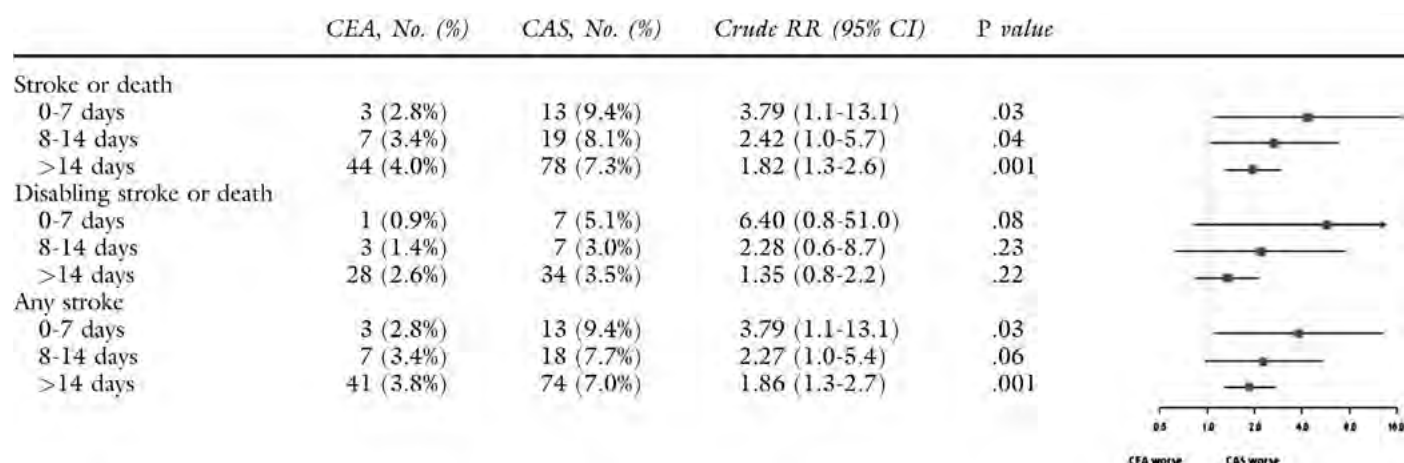 CEA, No. (%) CAS, No. (%) Crude RR (95% CI) P value
Stroke or death
0-7 days 3 (2.8%) 13 (9.4%) 3.79 (1.1-13.1) .03
8-14 days 7 (3.4%) 19 (8.1%) 2.42 (1.0-5.7) .04
>14 days 44 (4.0%) 78 (7.3%) 1.82 (1.3-2.6) .001
Disabling stroke or death
0-7 days 1 (0.9%) 7 (5.1%) 6.40 (0.8-51.0) .08
8-14 days 3 (1.4%) 7 (3.0%) 2.28 (0.6-8.7) .23
>14 days 28 (2.6%) 34 (3.5%) 1.35 (0.8-2.2) .22
Any stroke
0-7 days 3 (2.8%) 13 (9.4%) 3.79 (1.1-13.1) .03
8-14 days 7 (3.4%) 18 (7.7%) 2.27 (1.0-5.4) .06
>14 days 41 (3.8%) 74 (7.0%) 1.86 (1.3-2.7) .001
0.5 1.0 2.0 4.0 8.0
CEA worse CAS worse